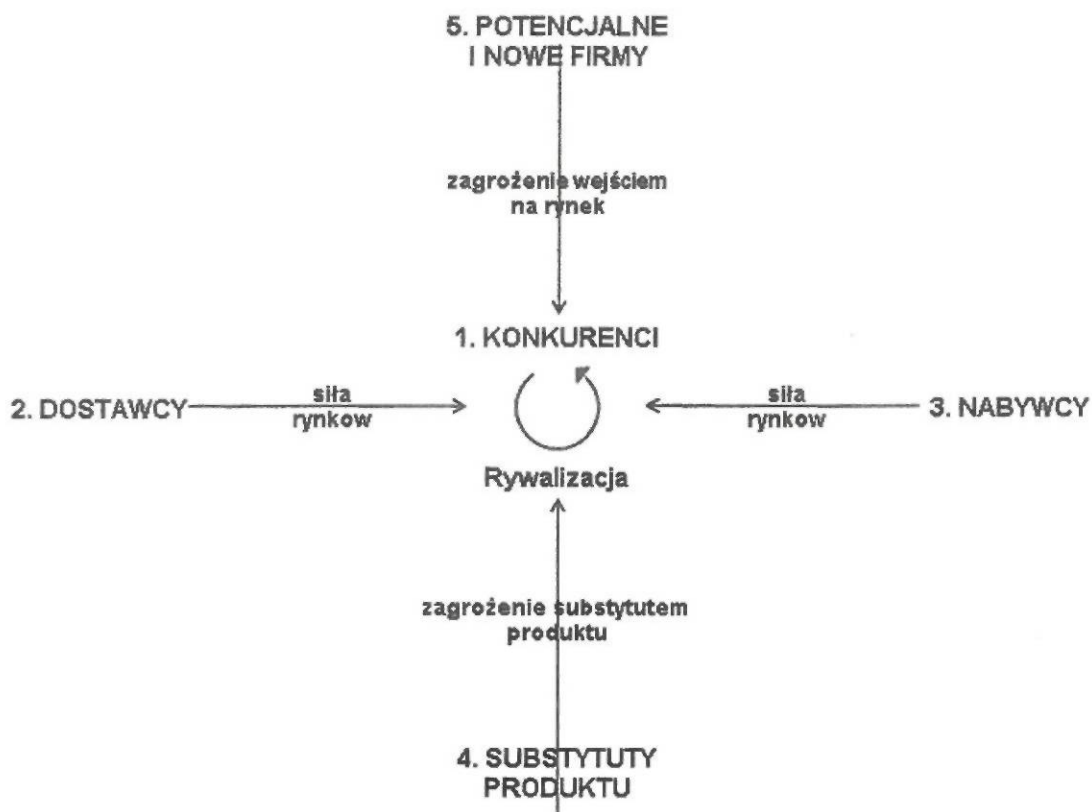 5. POTENCJALNE
I NOWE FIRMY
zagrożenie wejściem
na rynek
1. KONKURENCI
2. DOSTAWCY
siła
rynkow
siła
rynkow
3. NABYWCY
Rywalizacja
zagrożenie substytutem
produktu
4. SUBSTYTUTY
PRODUKTU